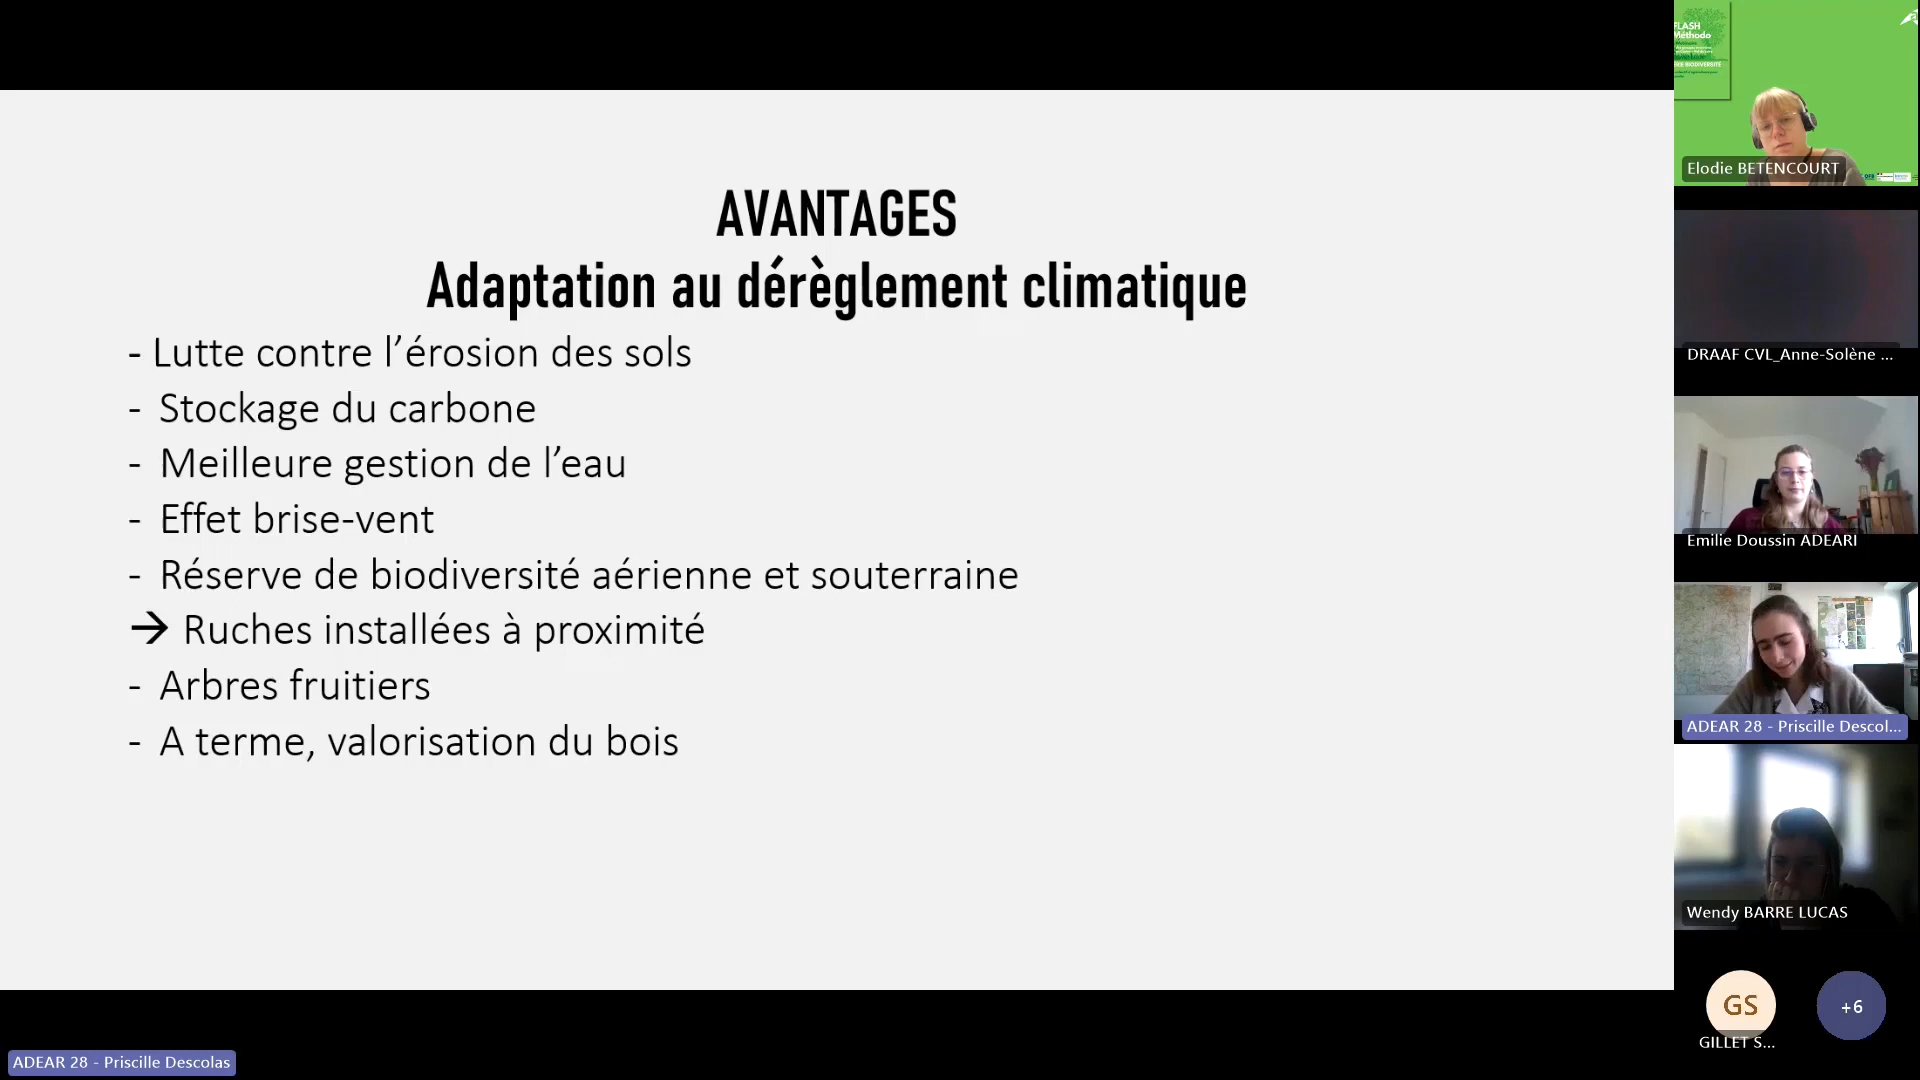 AVANTAGES
Adaptation au dérèglement climatique
- Lutte contre l’érosion des sols
- Stockage du carbone
- Meilleure gestion de l’eau
- Effet brise-vent
- Réserve de biodiversité aérienne et souterraine
→ Ruches installées à proximité
- Arbres fruitiers
- A terme, valorisation du bois
ADEAR 28 - Priscille Descolas
FLASH
Méthodo
Elodie BETENCOURT
DRAAF CVL_Anne-Solène ...
Emilie Doussin ADEARI
ADEAR 28 - Priscille Descol...
Wendy BARRE LUCAS
GS
GILLET S...
+6